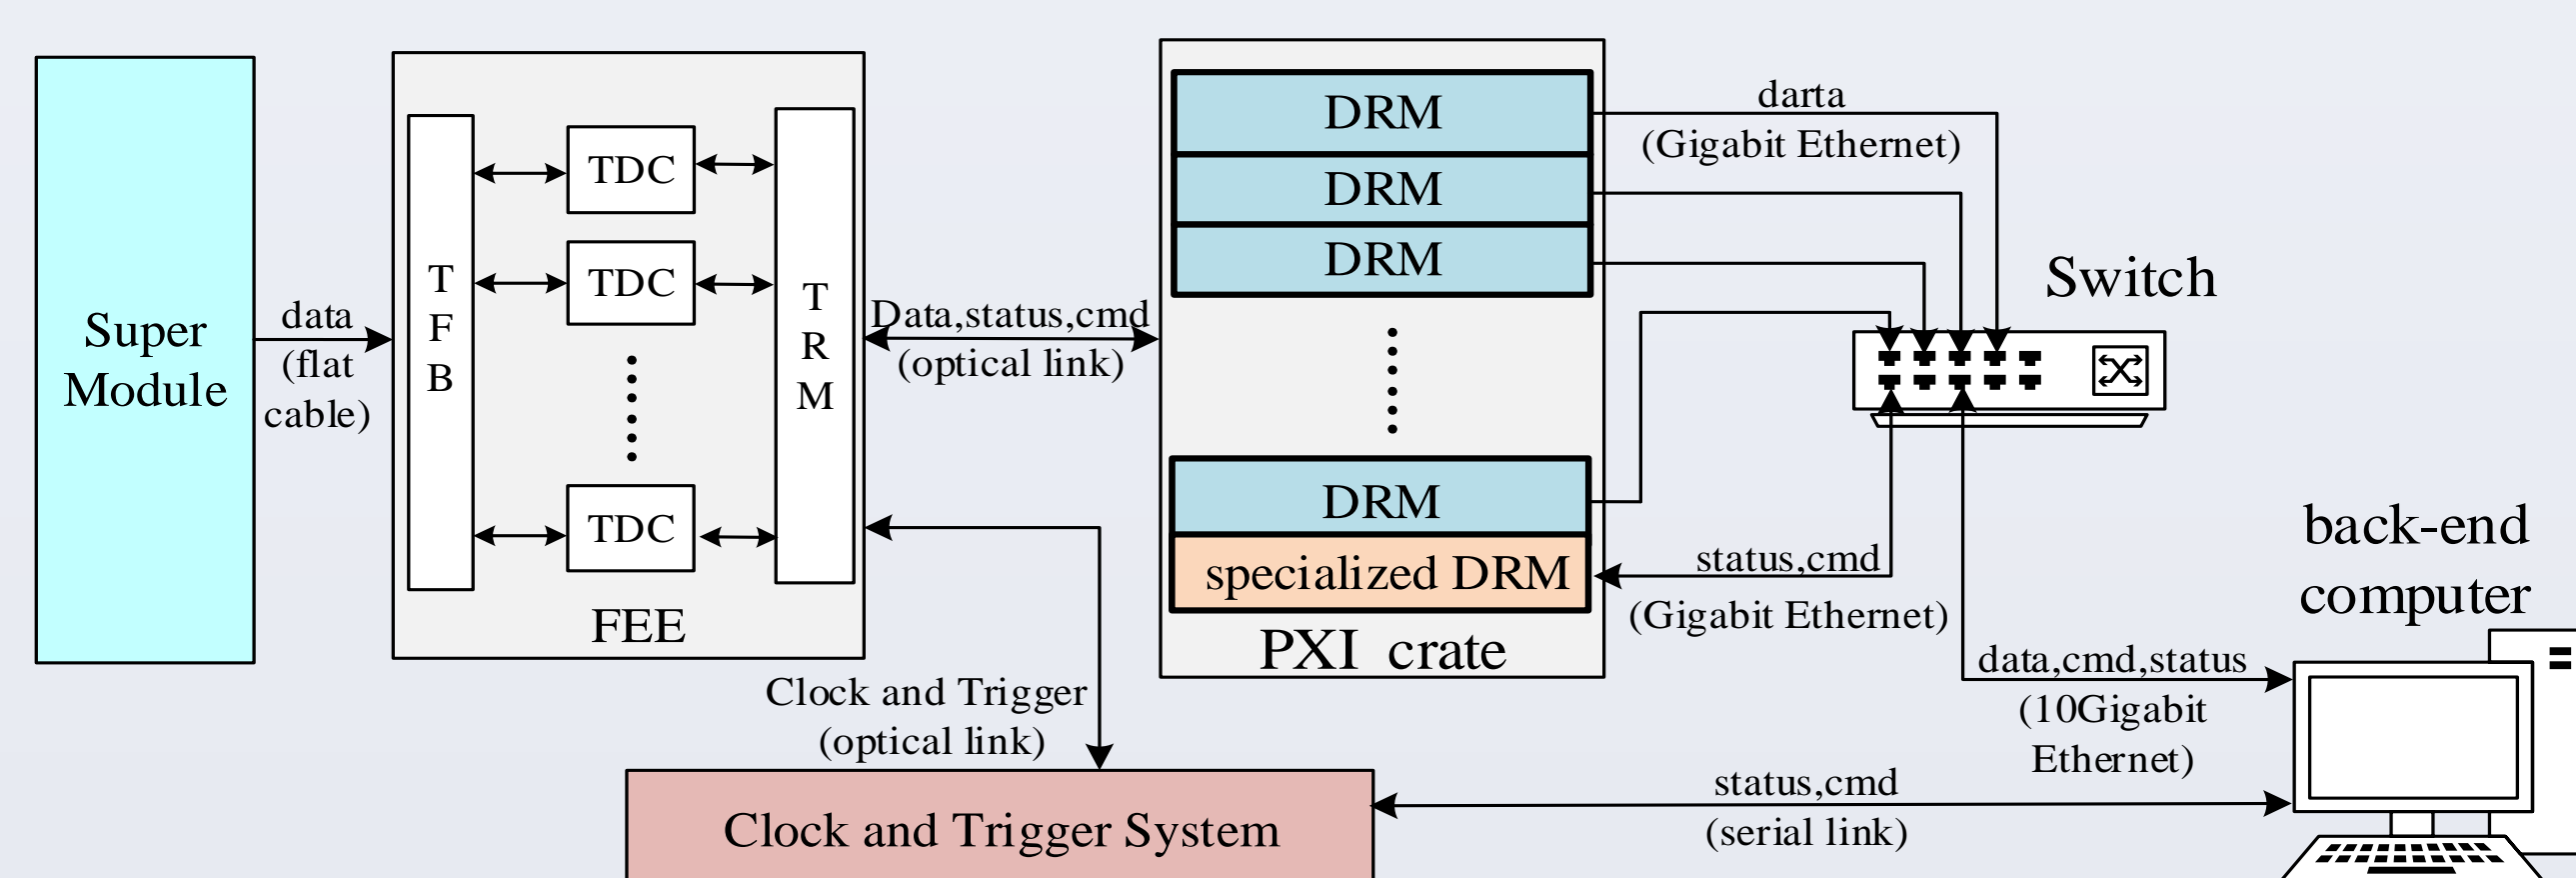 Super
Module
data
(flat
cable)
T
F
B
TDC
TDC
TDC
T
R
M
FEE
Data,status,cmd
(optical link)
Clock and Trigger
(optical link)
DRM
DRM
DRM
DRM
specialized DRM
PXI crate
darta
(Gigabit Ethernet)
Switch
status,cmd
(Gigabit Ethernet)
back-end
computer
data,cmd,status
(10Gigabit
Ethernet)
Clock and Trigger System
status,cmd
(serial link)